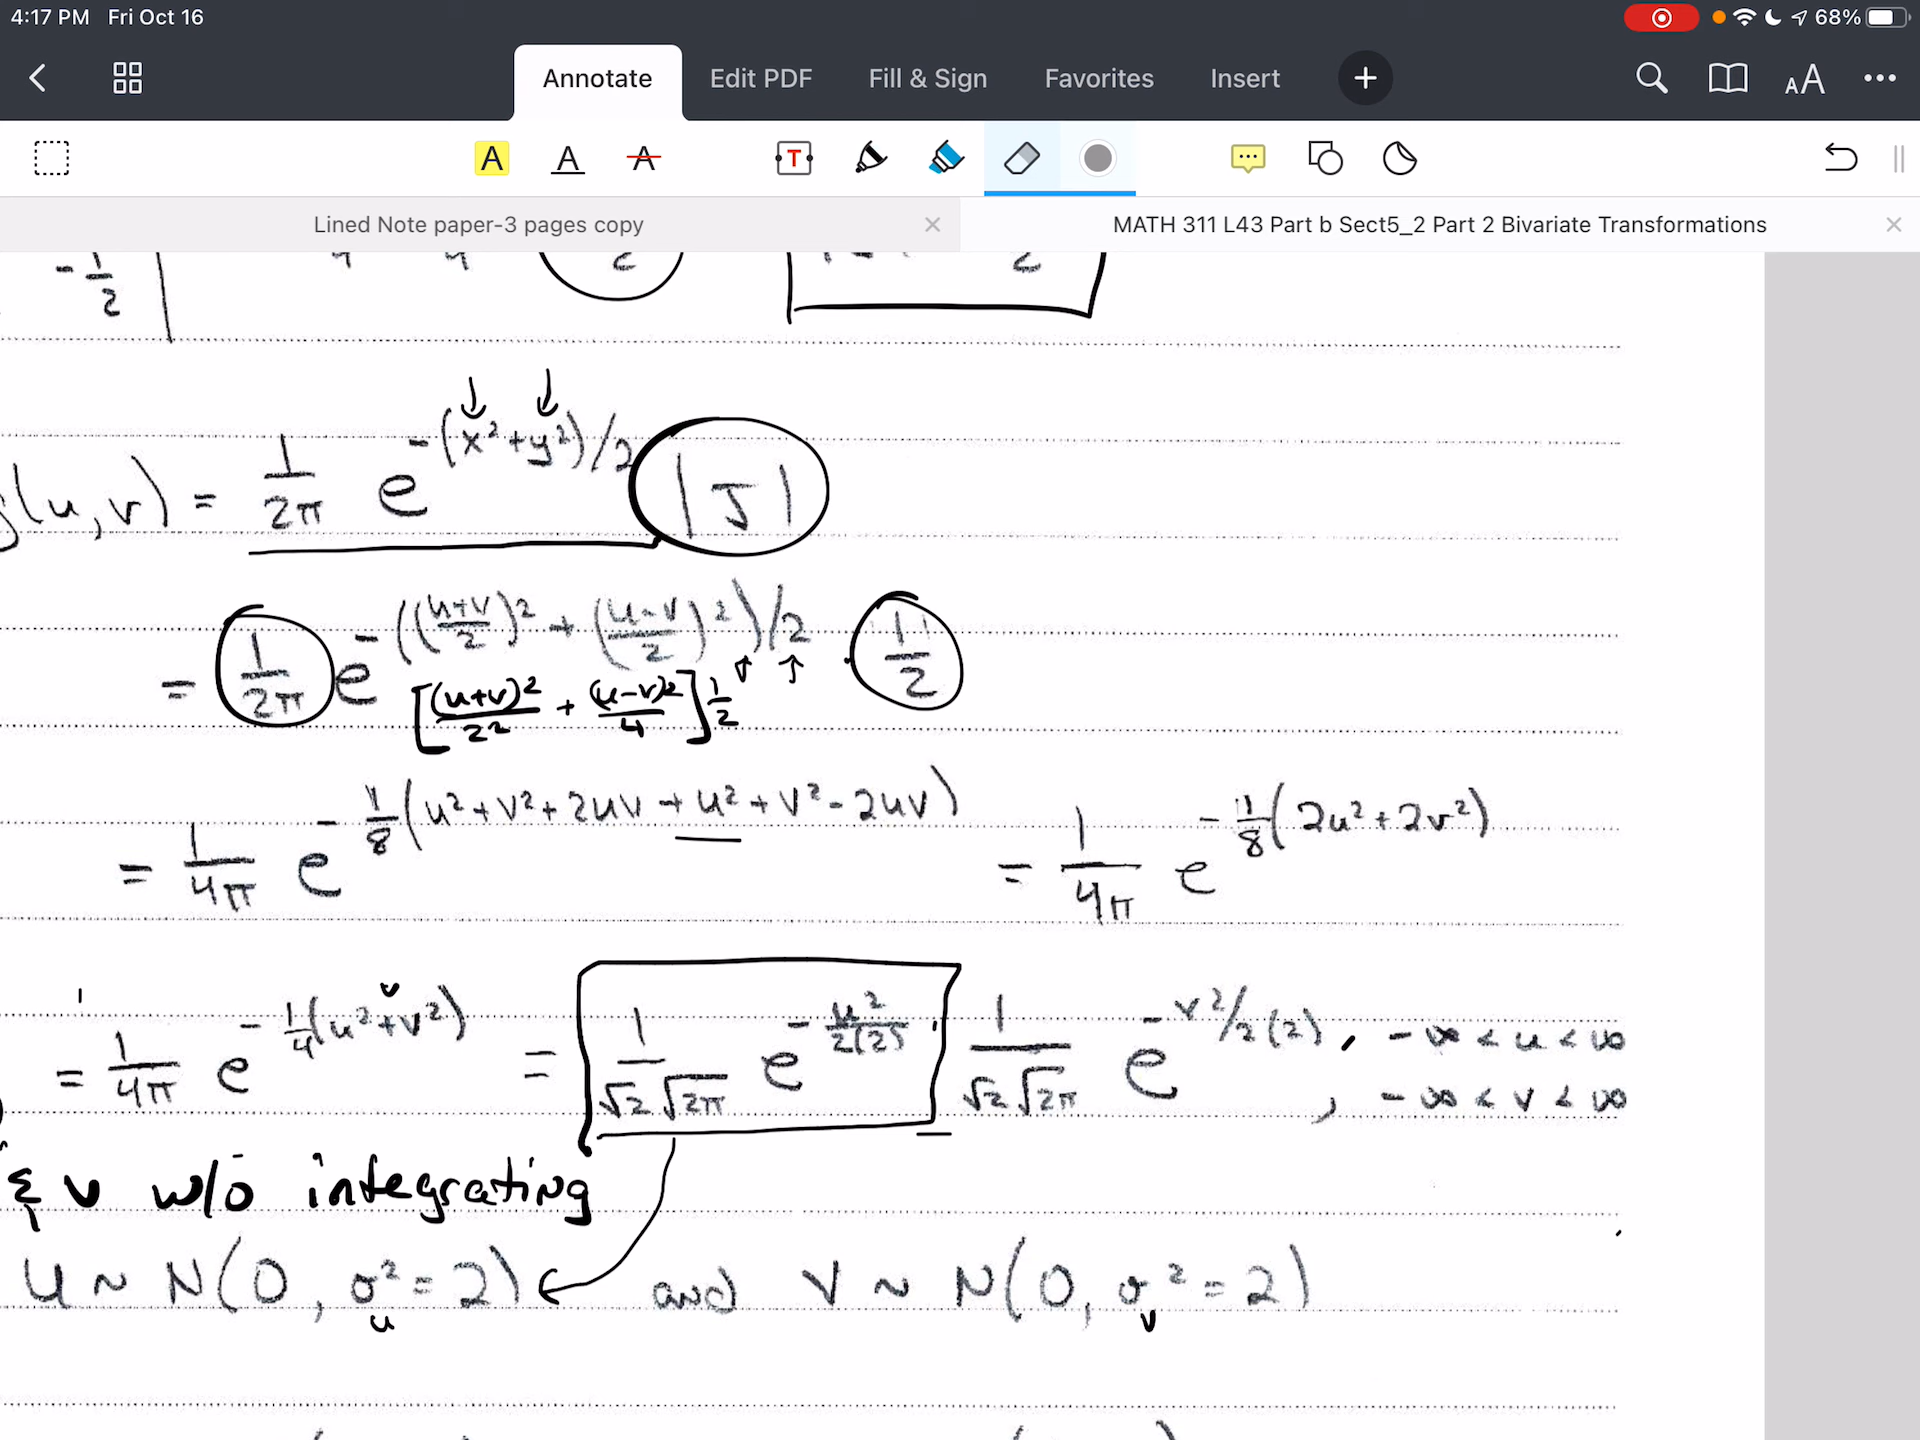 4:17 PM Fri Oct 16 68%
Annotate Edit PDF Fill & Sign Favorites Insert
Lined Note paper-3 pages copy MATH 311 L43 Part b Sect5_2 Part 2 Bivariate Transformations
-1/2
(u,v) = 1/2π e^-(x²+y²)/2 |J|
= 1/2π e^-((u+v/2)² + (u-v/2)²)/2 · 1/2
[(u+v)²/2² + (u-v)²/4] 1/2
= 1/4π e^-1/8(u²+v²+2uv+u²+v²-2uv) = 1/4π e^-1/8(2u²+2v²)
= 1/4π e^-1/4(u²+v²) = 1/√2√2π e^-u²/2(2) · 1/√2√2π e^-v²/2(2), -∞<u<∞
, -∞<v<∞
& v w/o integrating
u ~ N(0, σ²u = 2) and v ~ N(0, σ²v = 2)